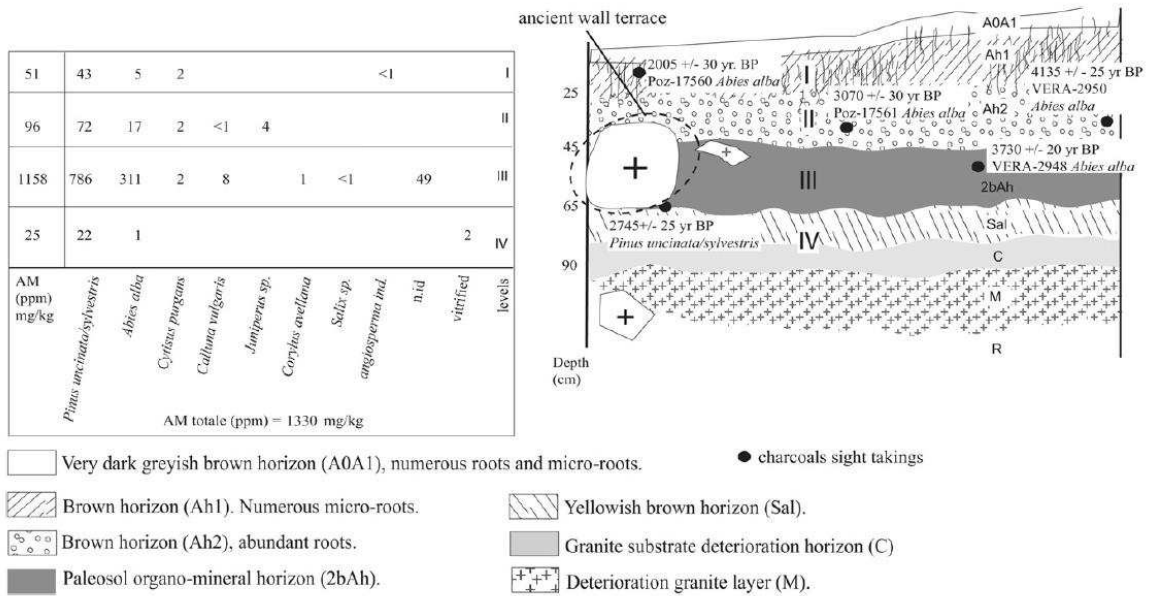 ancient wall terrace
51 43 5 2 <1 I
96 72 17 2 <1 4 II
1158 786 311 2 8 1 <1 49 III
25 22 1 2 IV
AM
(ppm)
mg/kg
Pinus uncinata/sylvestris
Abies alba
Cytisus purgans
Calluna vulgaris
Juniperus sp.
Corylus avellana
Salix sp.
angiosperma ind.
n.id
vitrified
levels
AM totale (ppm) = 1330 mg/kg
A0A1
Ah1
I
2005 +/- 30 yr. BP
Poz-17560 Abies alba
4135 +/- 25 yr BP
VERA-2950
Abies alba
25
3070 +/- 30 yr BP
Poz-17561 Abies alba
II
Ah2
45
3730 +/- 20 yr BP
VERA-2948 Abies alba
III
2bAh
65
2745+/- 25 yr BP
Pinus uncinata/sylvestris
IV
Sal
C
90
M
R
Depth
(cm)
Very dark greyish brown horizon (A0A1), numerous roots and micro-roots.
charcoals sight takings
Brown horizon (Ah1). Numerous micro-roots.
Yellowish brown horizon (Sal).
Brown horizon (Ah2), abundant roots.
Granite substrate deterioration horizon (C)
Paleosol organo-mineral horizon (2bAh).
Deterioration granite layer (M).